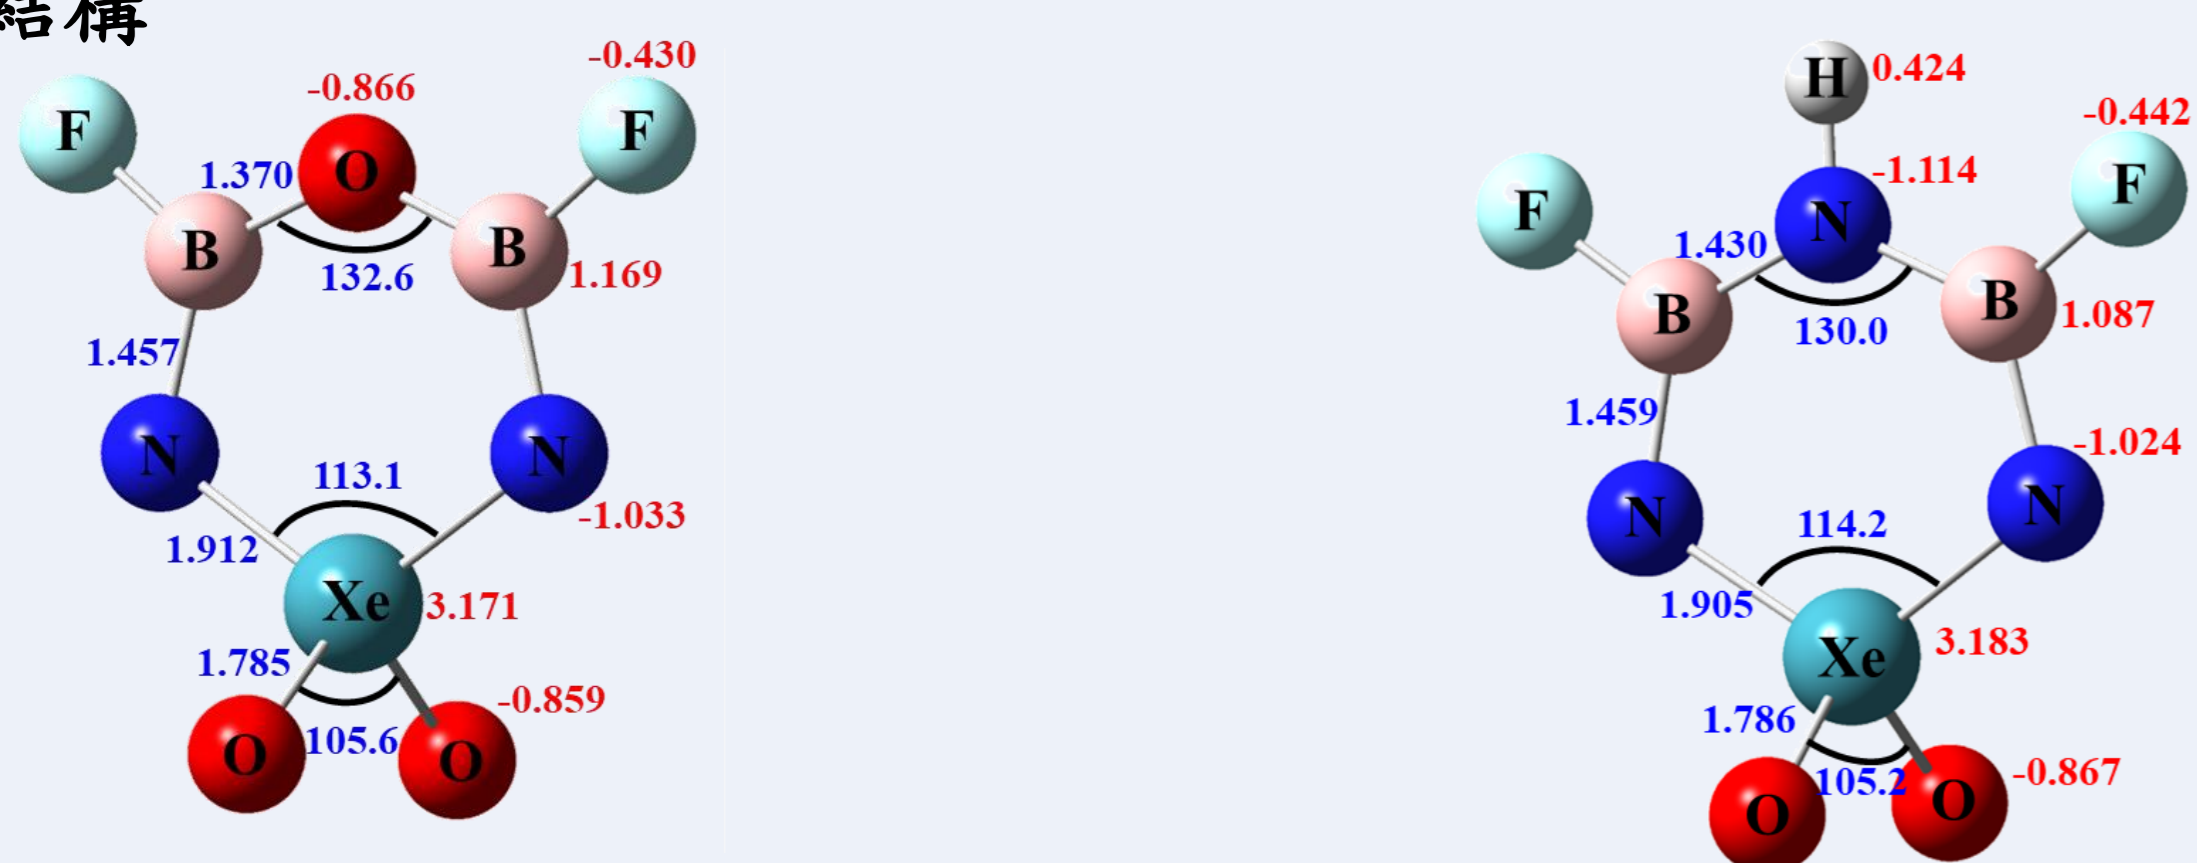 結構
-0.430
-0.866
F
F
1.370
O
B
B
132.6
1.169
1.457
N
N
113.1
-1.033
1.912
Xe
3.171
1.785
-0.859
105.6
O
O
H
0.424
-0.442
-1.114
F
F
N
1.430
B
B
130.0
1.087
1.459
-1.024
N
N
114.2
1.905
Xe
3.183
1.786
105.2
-0.867
O
O